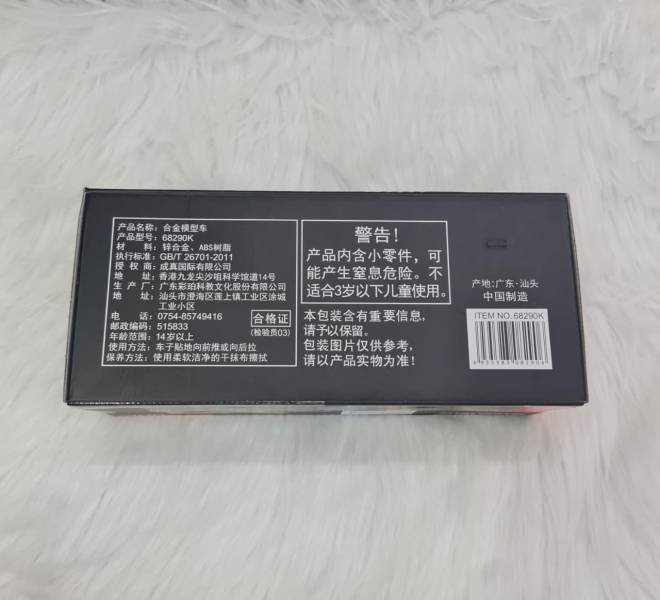 产品名称：合金模型车
产品型号：68290K
材　　料：锌合金、ABS树脂
执行标准：GB/T 26701-2011
授 权 商：成真国际有限公司
地　　址：香港九龙尖沙咀科学馆道14号
生 产 厂：广东彩珀科教文化股份有限公司
地　　址：汕头市澄海区莲上镇工业区涂城
工业小区
电　　话：0754-85749416
邮政编码：515833
年龄范围：14岁以上
使用方法：车子贴地向前推或向后拉
保养方法：使用柔软洁净的干抹布擦拭
合格证
(检验员03)
警告！
产品内含小零件，可
能产生窒息危险。不
适合3岁以下儿童使用。
本包装含有重要信息，
请予以保留。
包装图片仅供参考，
请以产品实物为准！
产地：广东·汕头
中国制造
ITEM NO. 68290K